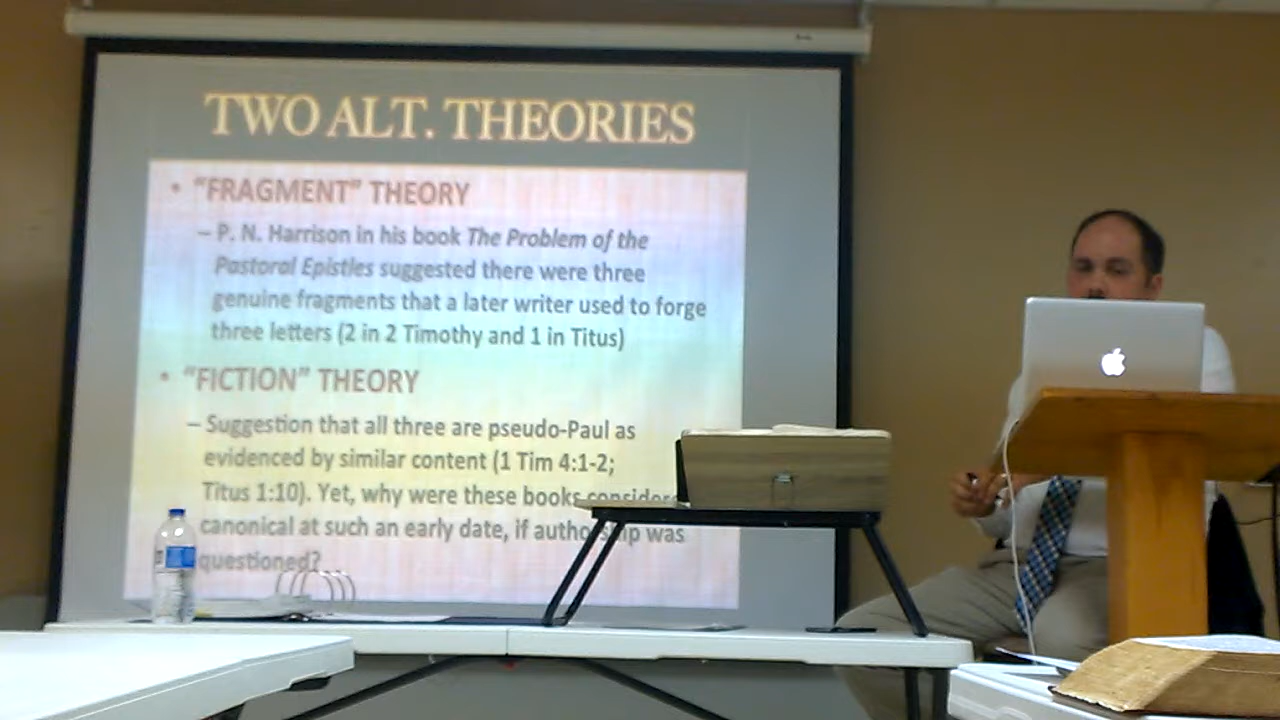 TWO ALT. THEORIES
• "FRAGMENT" THEORY
– P. N. Harrison in his book The Problem of the
Pastoral Epistles suggested there were three
genuine fragments that a later writer used to forge
three letters (2 in 2 Timothy and 1 in Titus)
• "FICTION" THEORY
– Suggestion that all three are pseudo-Paul as
evidenced by similar content (1 Tim 4:1-2;
Titus 1:10). Yet, why were these books
canonical at such an early date, if authorship was
questioned?